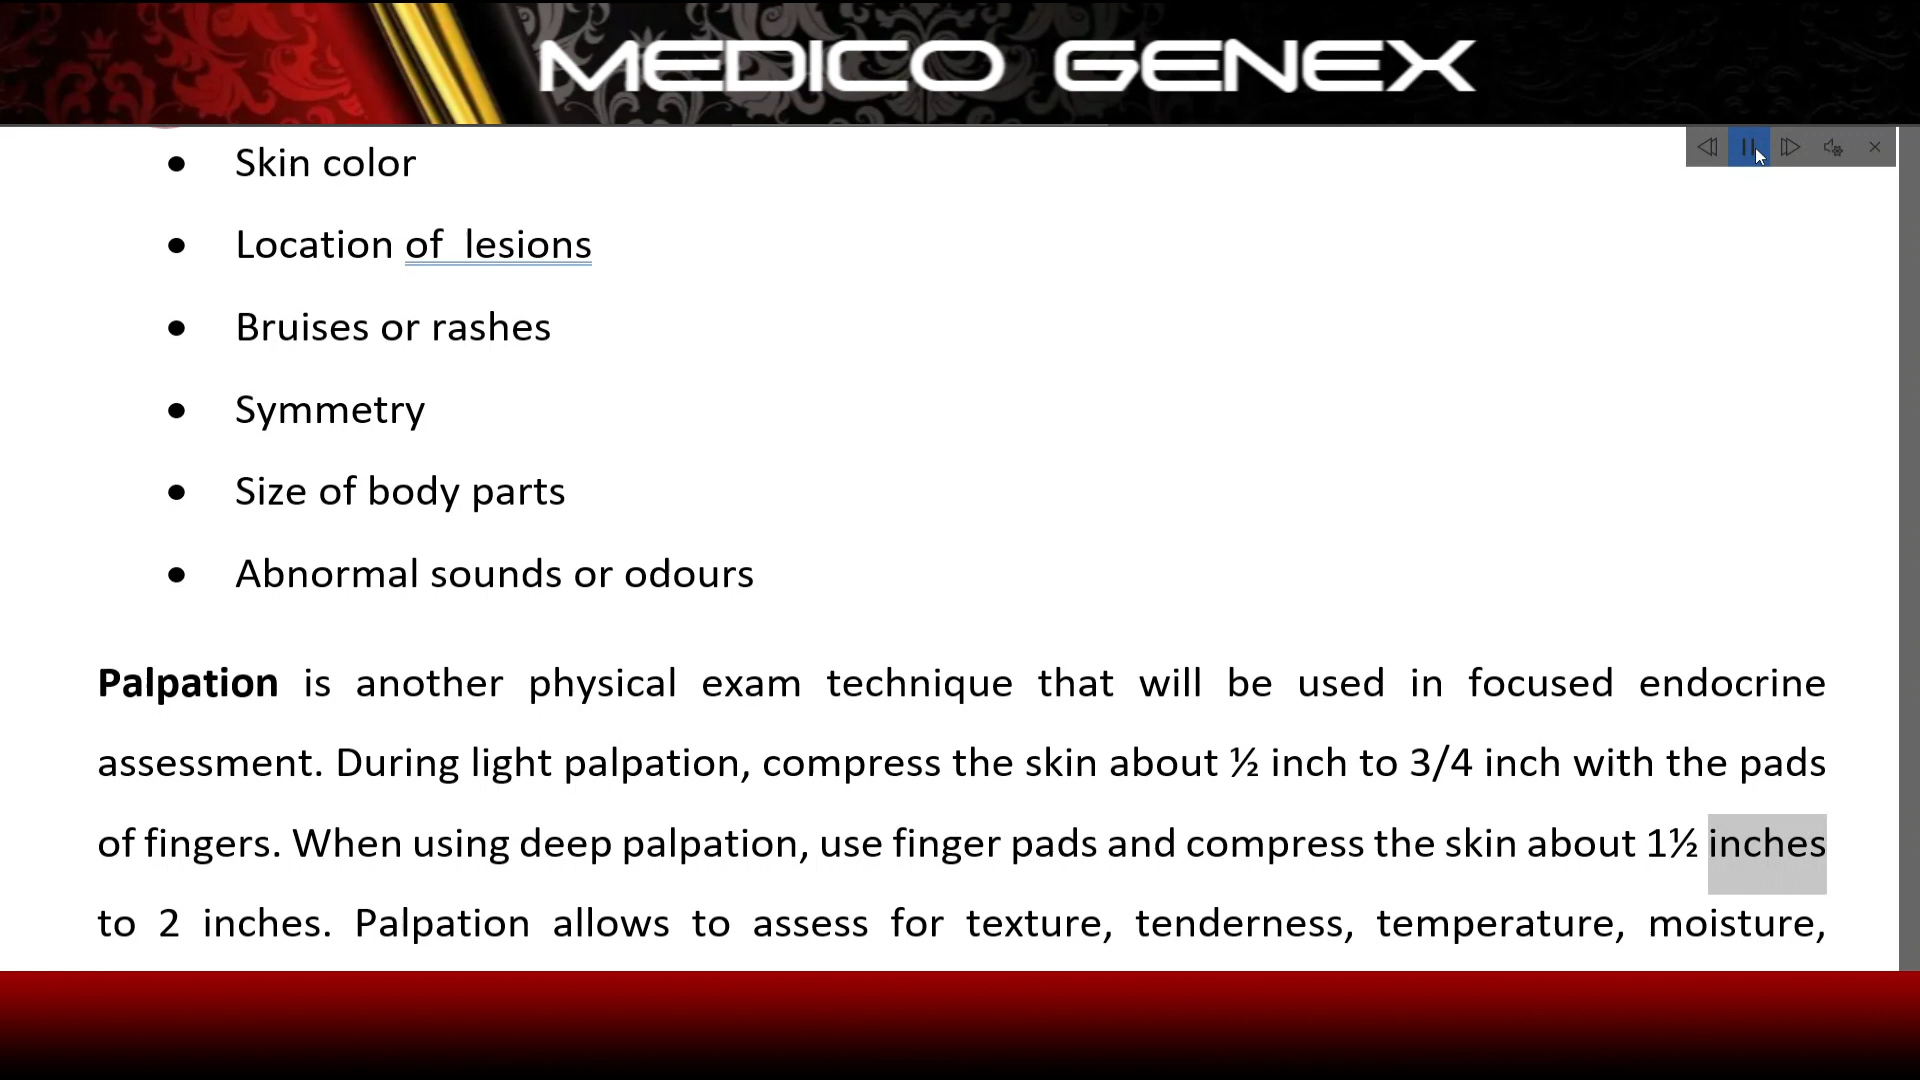 MEDICO GENEX
• Skin color
• Location of  lesions
• Bruises or rashes
• Symmetry
• Size of body parts
• Abnormal sounds or odours
Palpation is another physical exam technique that will be used in focused endocrine
assessment. During light palpation, compress the skin about ½ inch to 3/4 inch with the pads
of fingers. When using deep palpation, use finger pads and compress the skin about 1½ inches
to 2 inches. Palpation allows to assess for texture, tenderness, temperature, moisture,